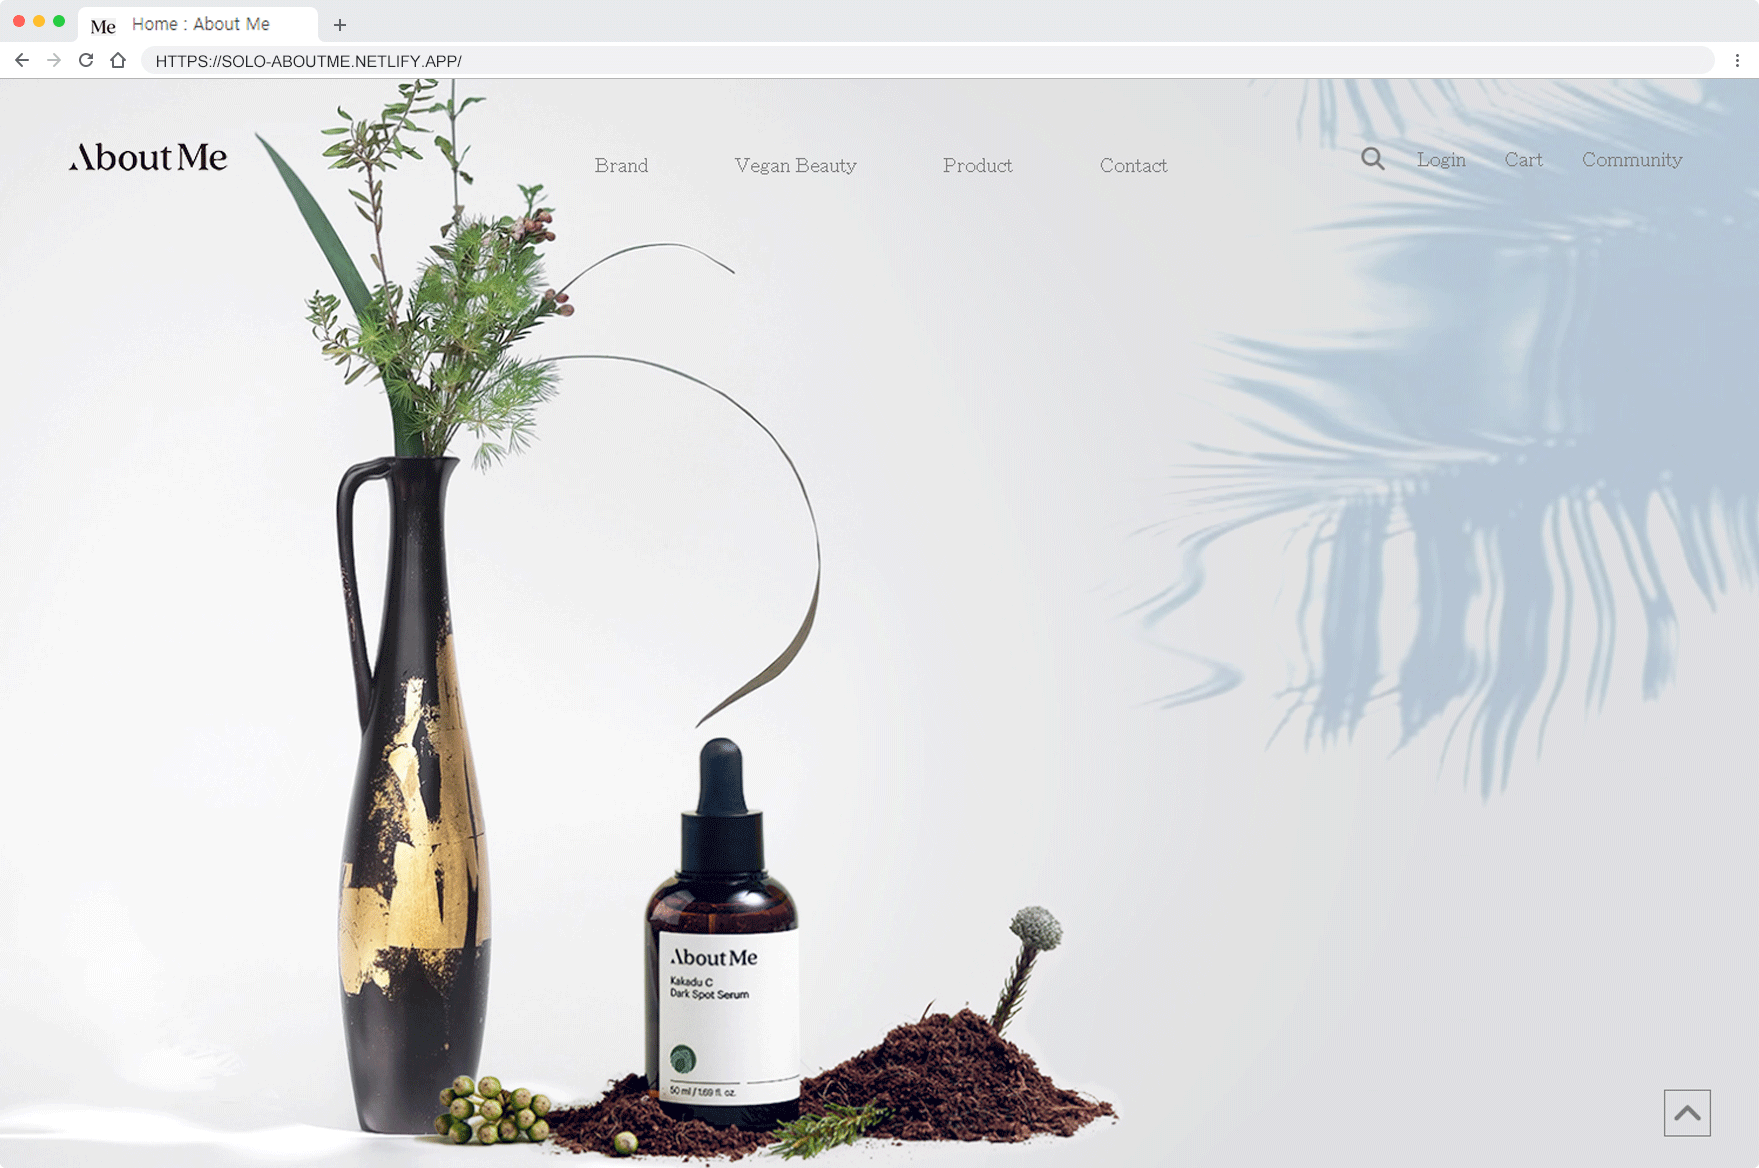 Me Home : About Me
HTTPS://SOLO-ABOUTME.NETLIFY.APP/
About Me
Brand Vegan Beauty Product Contact
Login Cart Community
About Me
Kakadu C
Dark Spot Serum
50 ml / 1.69 fl. oz.